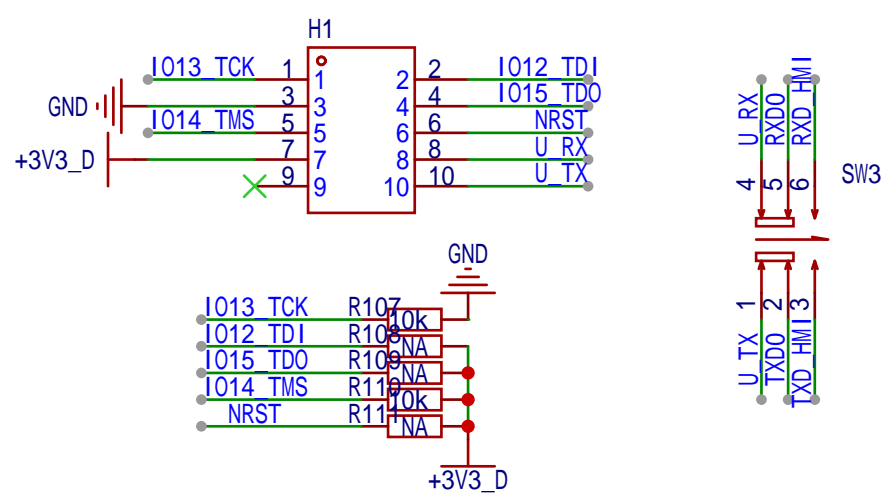 H1
IO13_TCK 1 1 2 2 IO12_TDI
GND 3 3 4 4 IO15_TDO
IO14_TMS 5 5 6 6 NRST
+3V3_D 7 7 8 8 U_RX
9 9 10 10 U_TX
GND
IO13_TCK R107 10k
IO12_TDI R108 NA
IO15_TDO R109 NA
IO14_TMS R110 10k
NRST R111 NA
+3V3_D
U_RX
RXD0
RXD_HMI
4 5 6
SW3
1 2 3
U_TX
TXD0
TXD_HMI